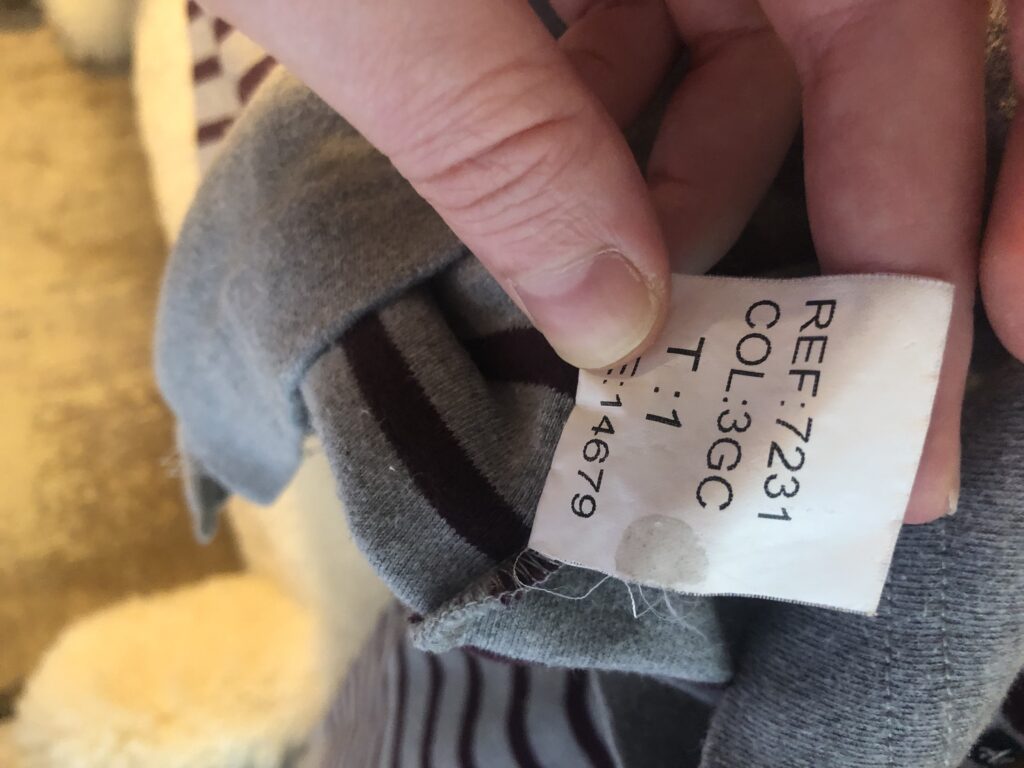 REF:7231
COL:3GC
T :1
E:14679